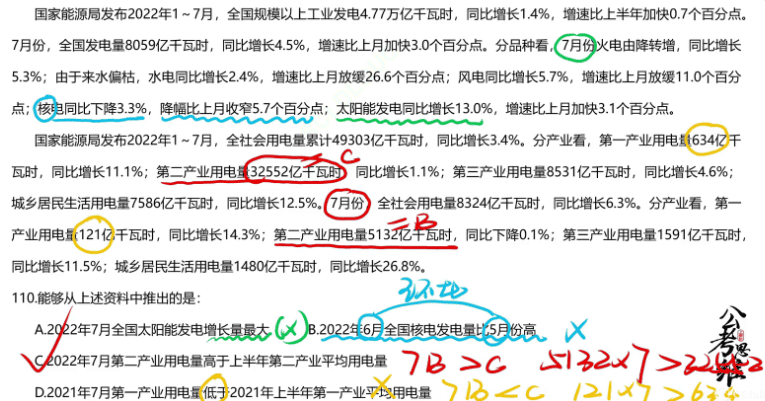 国家能源局发布2022年1～7月，全国规模以上工业发电4.77万亿千瓦时，同比增长1.4%，增速比上半年加快0.7个百分点。
7月份，全国发电量8059亿千瓦时，同比增长4.5%，增速比上月加快3.0个百分点。分品种看，7月份火电由降转增，同比增长
5.3%；由于来水偏枯，水电同比增长2.4%，增速比上月放缓26.6个百分点；风电同比增长5.7%，增速比上月放缓11.0个百分
点；核电同比下降3.3%，降幅比上月收窄5.7个百分点；太阳能发电同比增长13.0%，增速比上月加快3.1个百分点。
国家能源局发布2022年1～7月，全社会用电量累计49303亿千瓦时，同比增长3.4%。分产业看，第一产业用电量634亿千
瓦时，同比增长11.1%；第二产业用电量32552亿千瓦时，同比增长1.1%；第三产业用电量8531亿千瓦时，同比增长4.6%；
C
城乡居民生活用电量7586亿千瓦时，同比增长12.5%。7月份，全社会用电量8324亿千瓦时，同比增长6.3%。分产业看，第一
=B
产业用电量121亿千瓦时，同比增长14.3%；第二产业用电量5132亿千瓦时，同比下降0.1%；第三产业用电量1591亿千瓦时，
同比增长11.5%；城乡居民生活用电量1480亿千瓦时，同比增长26.8%。
110.能够从上述资料中推出的是：
环比
A.2022年7月全国太阳能发电增长量最大 (×) B.2022年6月全国核电发电量比5月份高 ×
C.2022年7月第二产业用电量高于上半年第二产业平均用电量 7B>C 5132×7>32552
D.2021年7月第一产业用电量低于2021年上半年第一产业平均用电量 × 7B<C 121×7>634
公考思维